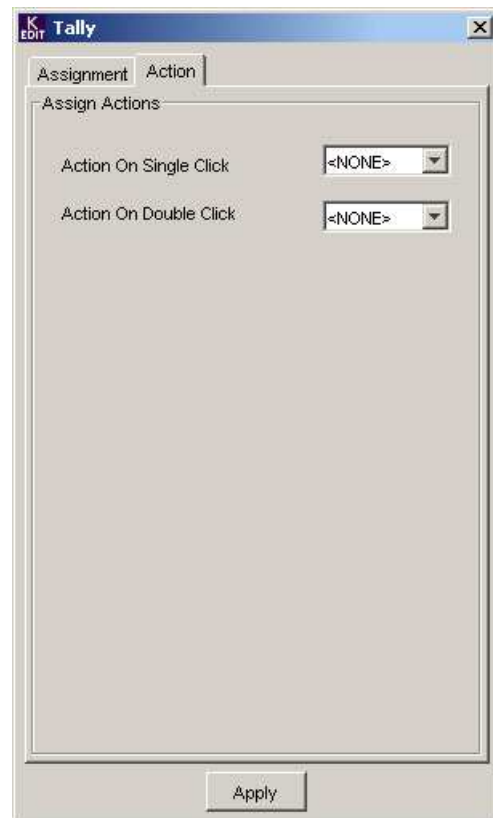 K
EDIT Tally
Assignment Action
Assign Actions
Action On Single Click <NONE>
Action On Double Click <NONE>
Apply